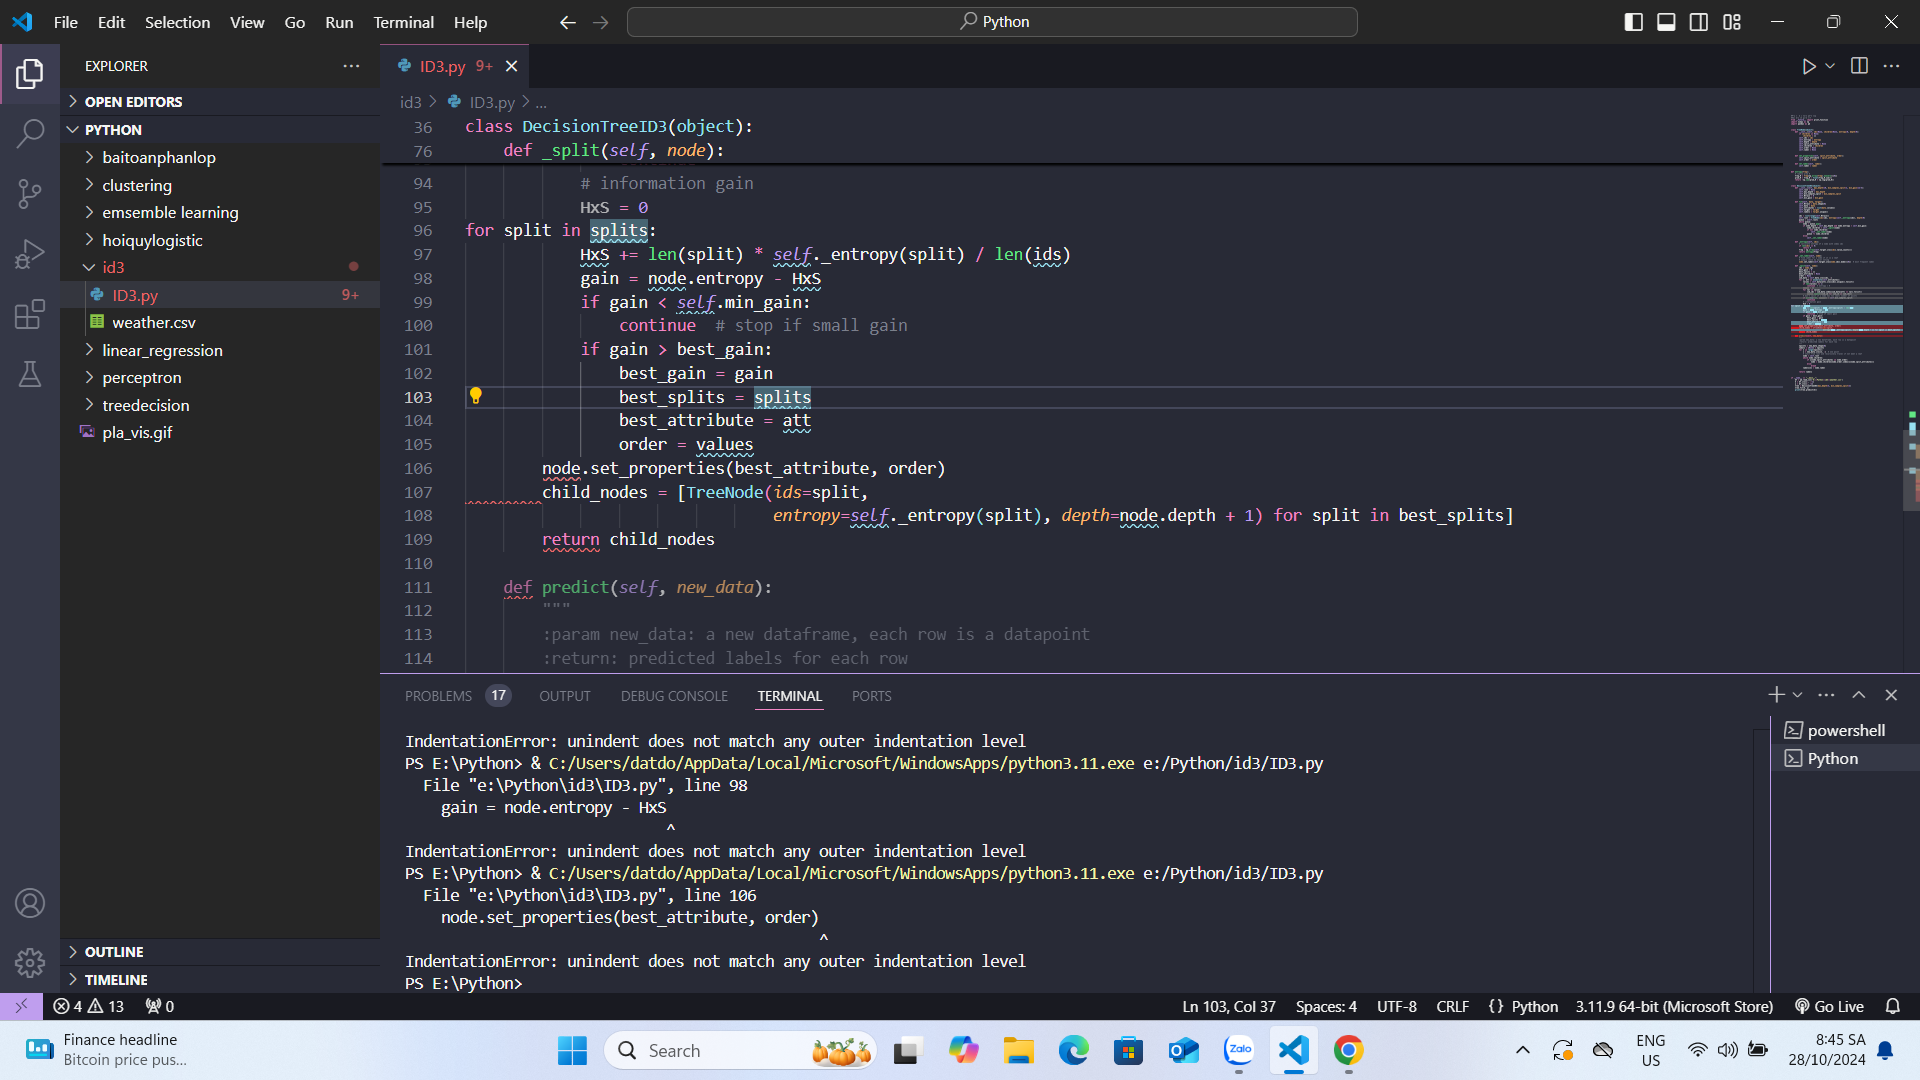 File Edit Selection View Go Run Terminal Help
Python
EXPLORER
OPEN EDITORS
PYTHON
baitoanphanlop
clustering
emsemble learning
hoiquylogistic
id3
ID3.py 9+
weather.csv
linear_regression
perceptron
treedecision
pla_vis.gif
OUTLINE
TIMELINE
ID3.py 9+
id3 > ID3.py > ...
36 class DecisionTreeID3(object):
76 def _split(self, node):
94 # information gain
95 HxS = 0
96 for split in splits:
97 HxS += len(split) * self._entropy(split) / len(ids)
98 gain = node.entropy - HxS
99 if gain < self.min_gain:
100 continue # stop if small gain
101 if gain > best_gain:
102 best_gain = gain
103 best_splits = splits
104 best_attribute = att
105 order = values
106 node.set_properties(best_attribute, order)
107 child_nodes = [TreeNode(ids=split,
108 entropy=self._entropy(split), depth=node.depth + 1) for split in best_splits]
109 return child_nodes
110
111 def predict(self, new_data):
112 """
113 :param new_data: a new dataframe, each row is a datapoint
114 :return: predicted labels for each row
PROBLEMS 17 OUTPUT DEBUG CONSOLE TERMINAL PORTS
IndentationError: unindent does not match any outer indentation level
PS E:\Python> & C:/Users/datdo/AppData/Local/Microsoft/WindowsApps/python3.11.exe e:/Python/id3/ID3.py
File "e:\Python\id3\ID3.py", line 98
gain = node.entropy - HxS
^
IndentationError: unindent does not match any outer indentation level
PS E:\Python> & C:/Users/datdo/AppData/Local/Microsoft/WindowsApps/python3.11.exe e:/Python/id3/ID3.py
File "e:\Python\id3\ID3.py", line 106
node.set_properties(best_attribute, order)
^
IndentationError: unindent does not match any outer indentation level
PS E:\Python>
powershell
Python
4 13 0
Ln 103, Col 37 Spaces: 4 UTF-8 CRLF {} Python 3.11.9 64-bit (Microsoft Store) Go Live
Finance headline
Bitcoin price pus...
Search
Zalo
ENG
US
8:45 SA
28/10/2024